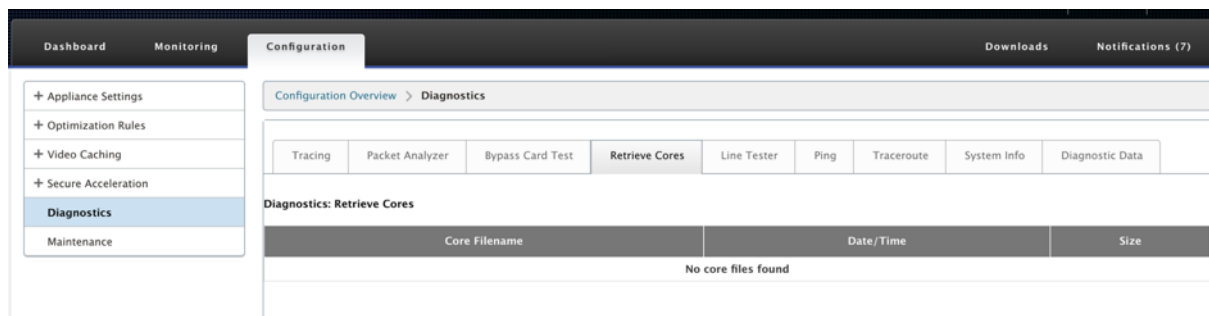 Dashboard Monitoring Configuration Downloads Notifications (7)
+ Appliance Settings
+ Optimization Rules
+ Video Caching
+ Secure Acceleration
Diagnostics
Maintenance
Configuration Overview > Diagnostics
Tracing Packet Analyzer Bypass Card Test Retrieve Cores Line Tester Ping Traceroute System Info Diagnostic Data
Diagnostics: Retrieve Cores
Core Filename Date/Time Size
No core files found